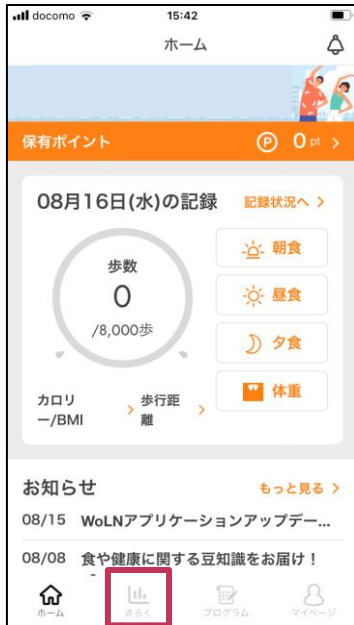 docomo 15:42
ホーム
保有ポイント P 0 pt >
08月16日(水)の記録 記録状況へ >
朝食
歩数
0
/8,000歩
昼食
夕食
体重
カロリー/BMI > 歩行距離 >
お知らせ もっと見る >
08/15 WoLNアプリケーションアップデー...
08/08 食や健康に関する豆知識をお届け!
ホーム きろく プログラム マイページ